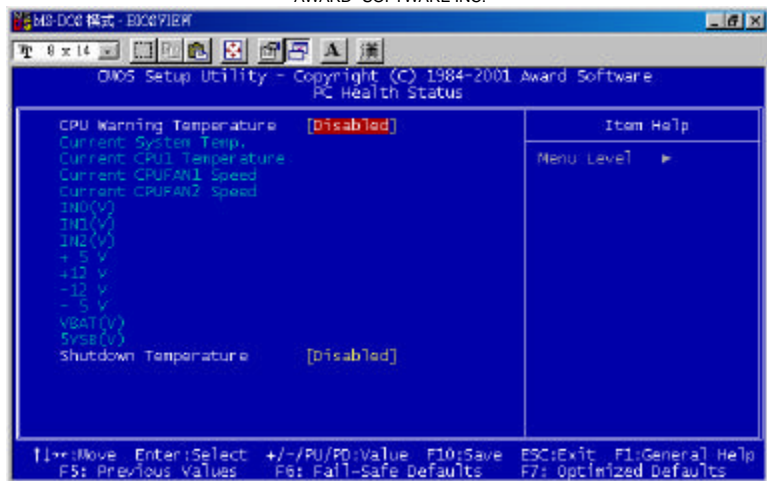 AWARD SOFTWARE INC.
MS-DOS 模式 - BIOSVIEW
Tr 8 x 14 A 漢
CMOS Setup Utility - Copyright (C) 1984-2001 Award Software
PC Health Status
CPU Warning Temperature [Disabled]
Current System Temp.
Current CPU1 Temperature
Current CPUFAN1 Speed
Current CPUFAN2 Speed
IN0(V)
IN1(V)
IN2(V)
+ 5 V
+12 V
-12 V
- 5 V
VBAT(V)
5VSB(V)
Shutdown Temperature [Disabled]
Item Help
Menu Level ►
↑↓→←:Move Enter:Select +/-/PU/PD:Value F10:Save ESC:Exit F1:General Help
F5: Previous Values F6: Fail-Safe Defaults F7: Optimized Defaults